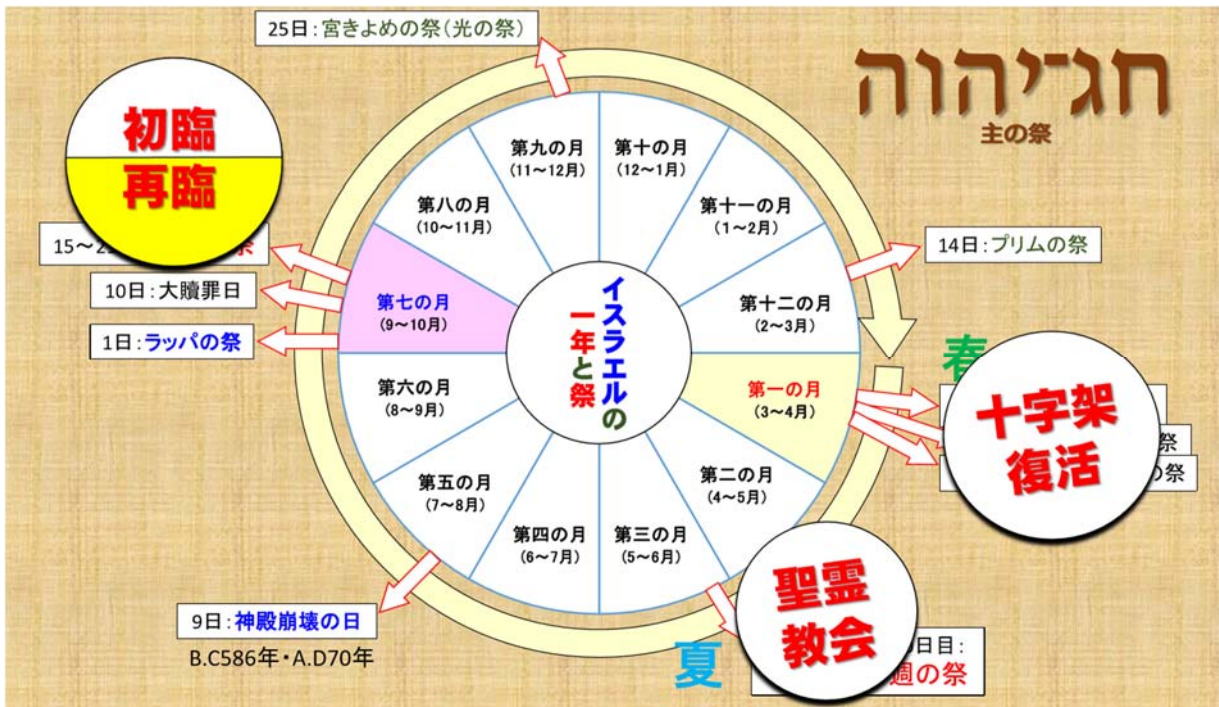 25日：宮きよめの祭（光の祭）
חג־יהוה
主の祭
初臨
再臨
15～2
祭
10日：大贖罪日
1日：ラッパの祭
第九の月
（11～12月）
第十の月
（12～1月）
第八の月
（10～11月）
第十一の月
（1～2月）
14日：プリムの祭
第七の月
（9～10月）
第十二の月
（2～3月）
イスラエルの
一年と祭
第六の月
（8～9月）
第一の月
（3～4月）
春
十字架
復活
祭
の祭
第五の月
（7～8月）
第二の月
（4～5月）
第四の月
（6～7月）
第三の月
（5～6月）
9日：神殿崩壊の日
B.C586年・A.D70年
夏
聖霊
教会
日目：
週の祭